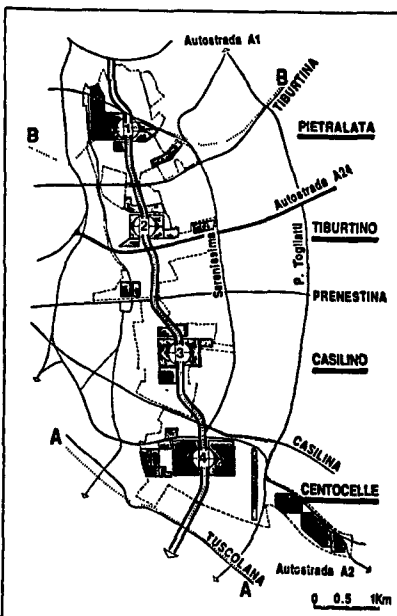 Autostrada A1
B
TIBURTINA
PIETRALATA
1
B
Autostrada A24
2
TIBURTINO
Serenissima
P. Togliatti
PRENESTINA
3
CASILINO
A
CASILINA
4
CENTOCELLE
TUSCOLANA
Autostrada A2
A
0 0.5 1Km